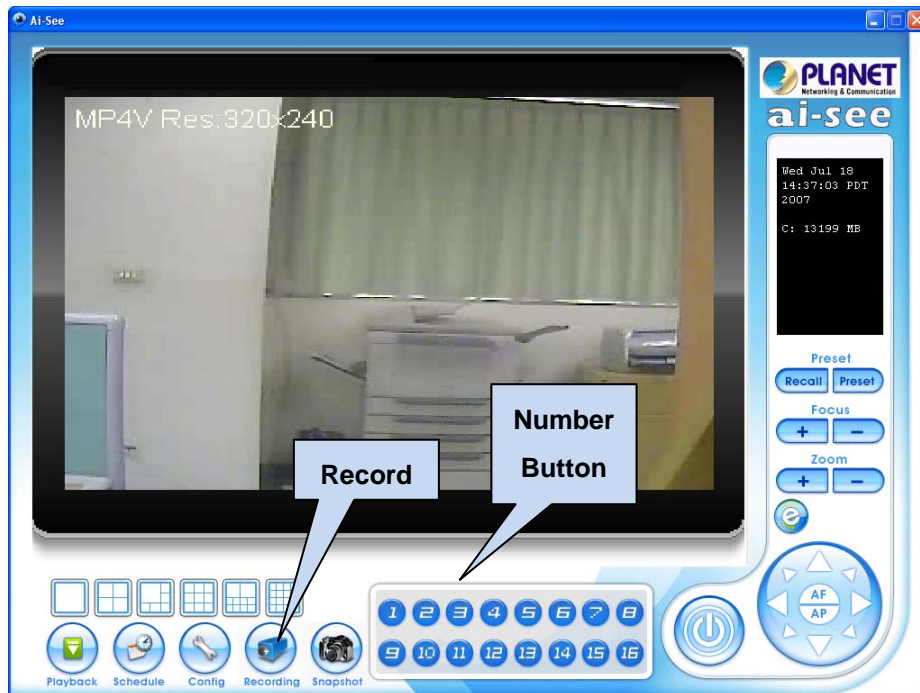 Ai-See
PLANET
Networking & Communication
ai-see
MP4V Res:320x240
Wed Jul 18
14:37:03 PDT
2007
C: 13199 MB
Preset
Recall Preset
Focus
+ −
Zoom
+ −
e
AF
AP
Record
Number
Button
1 2 3 4 5 6 7 8
9 10 11 12 13 14 15 16
Playback Schedule Config Recording Snapshot